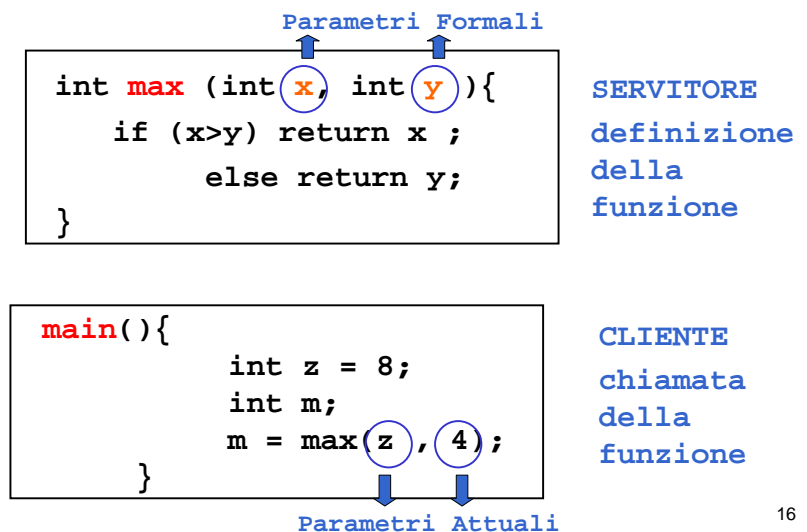 Parametri Formali
int max (int x, int y ){
if (x>y) return x ;
else return y;
}
SERVITORE
definizione
della
funzione
main(){
int z = 8;
int m;
m = max(z , 4);
}
CLIENTE
chiamata
della
funzione
Parametri Attuali
16